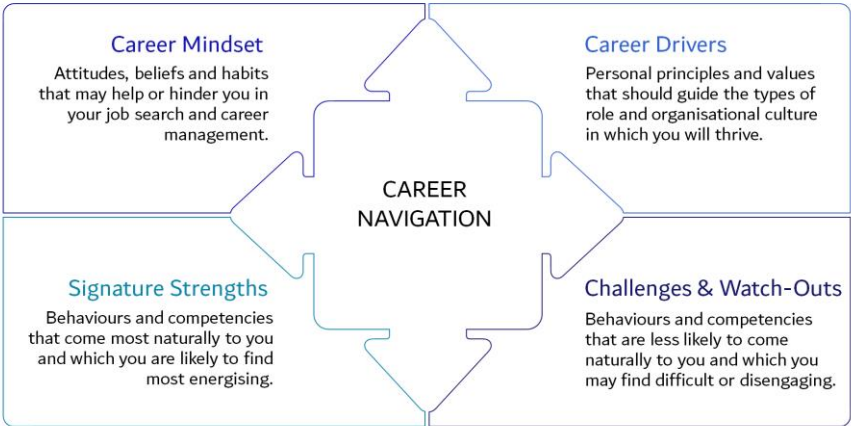 Career Mindset
Attitudes, beliefs and habits
that may help or hinder you in
your job search and career
management.
Career Drivers
Personal principles and values
that should guide the types of
role and organisational culture
in which you will thrive.
CAREER
NAVIGATION
Signature Strengths
Behaviours and competencies
that come most naturally to you
and which you are likely to find
most energising.
Challenges & Watch-Outs
Behaviours and competencies
that are less likely to come
naturally to you and which you
may find difficult or disengaging.